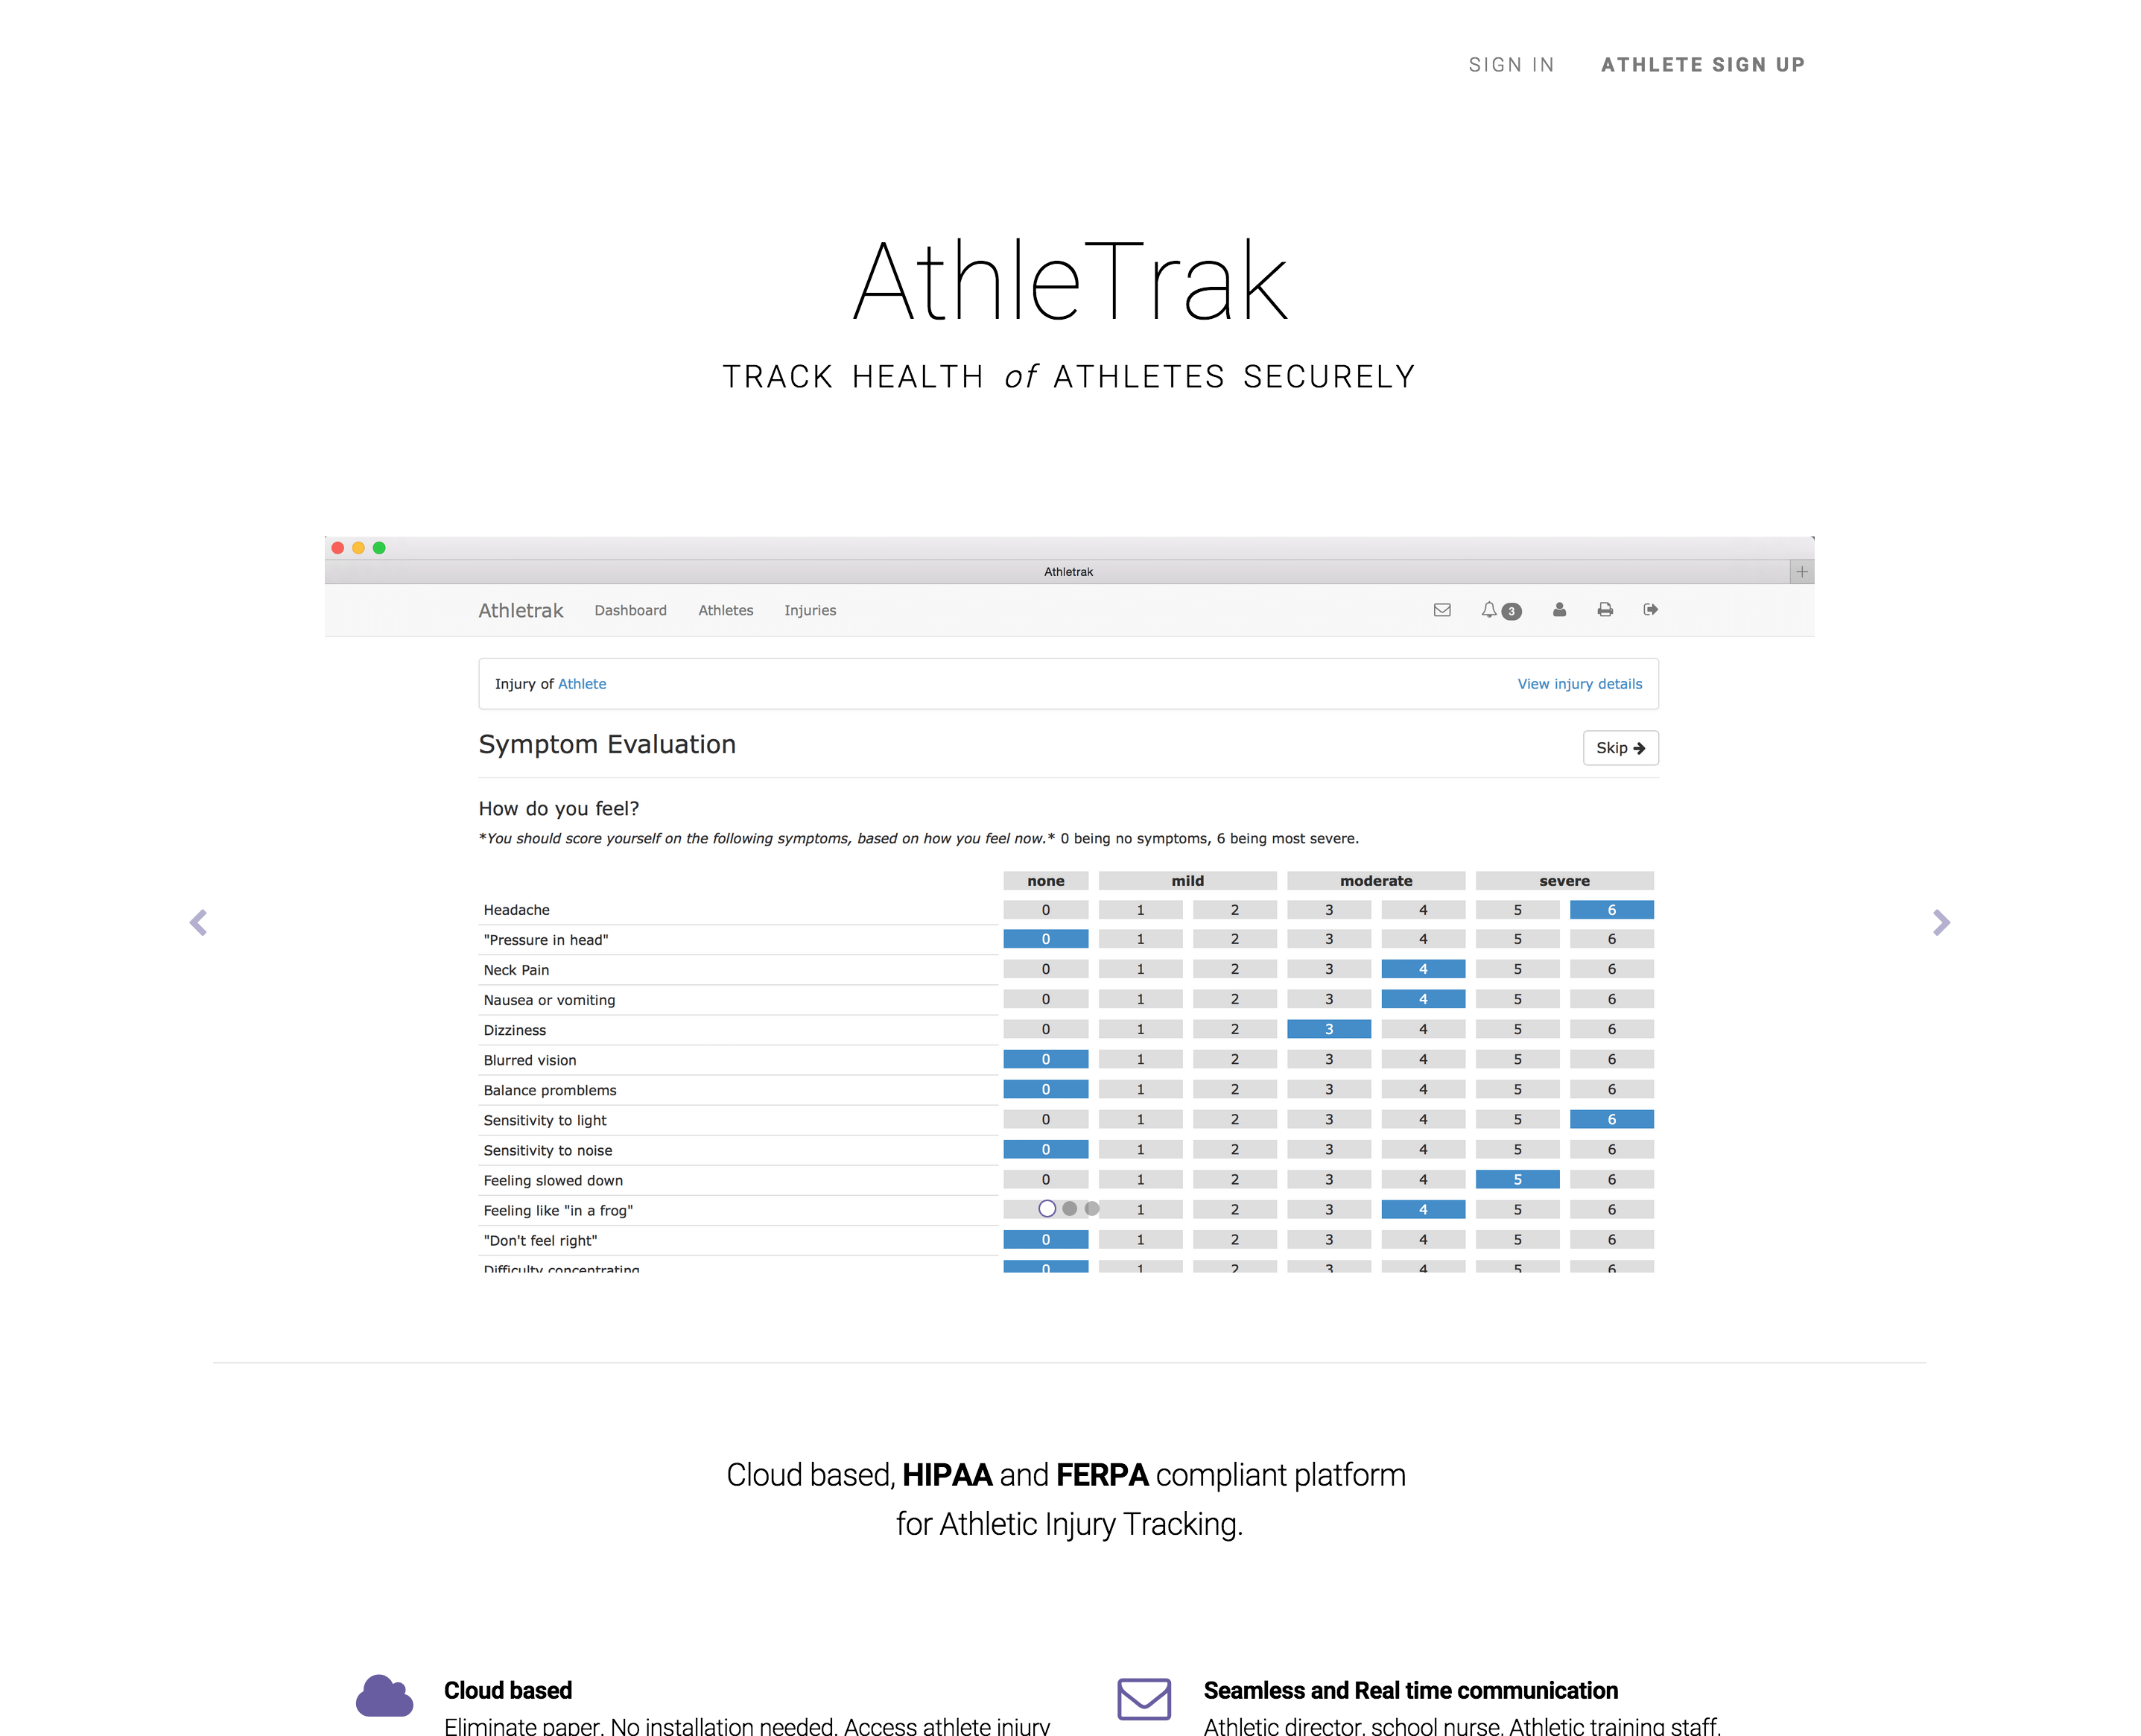 SIGN IN ATHLETE SIGN UP
AthleTrak
TRACK HEALTH of ATHLETES SECURELY
Athletrak
Athletrak Dashboard Athletes Injuries 3
Injury of Athlete View injury details
Symptom Evaluation Skip
How do you feel?
*You should score yourself on the following symptoms, based on how you feel now.* 0 being no symptoms, 6 being most severe.
none mild moderate severe
Headache 0 1 2 3 4 5 6
"Pressure in head" 0 1 2 3 4 5 6
Neck Pain 0 1 2 3 4 5 6
Nausea or vomiting 0 1 2 3 4 5 6
Dizziness 0 1 2 3 4 5 6
Blurred vision 0 1 2 3 4 5 6
Balance promblems 0 1 2 3 4 5 6
Sensitivity to light 0 1 2 3 4 5 6
Sensitivity to noise 0 1 2 3 4 5 6
Feeling slowed down 0 1 2 3 4 5 6
Feeling like "in a frog" 1 2 3 4 5 6
"Don't feel right" 0 1 2 3 4 5 6
Difficulty concentrating 0 1 2 3 4 5 6
Cloud based, HIPAA and FERPA compliant platform
for Athletic Injury Tracking.
Cloud based
Eliminate paper. No installation needed. Access athlete injury
Seamless and Real time communication
Athletic director, school nurse, Athletic training staff,